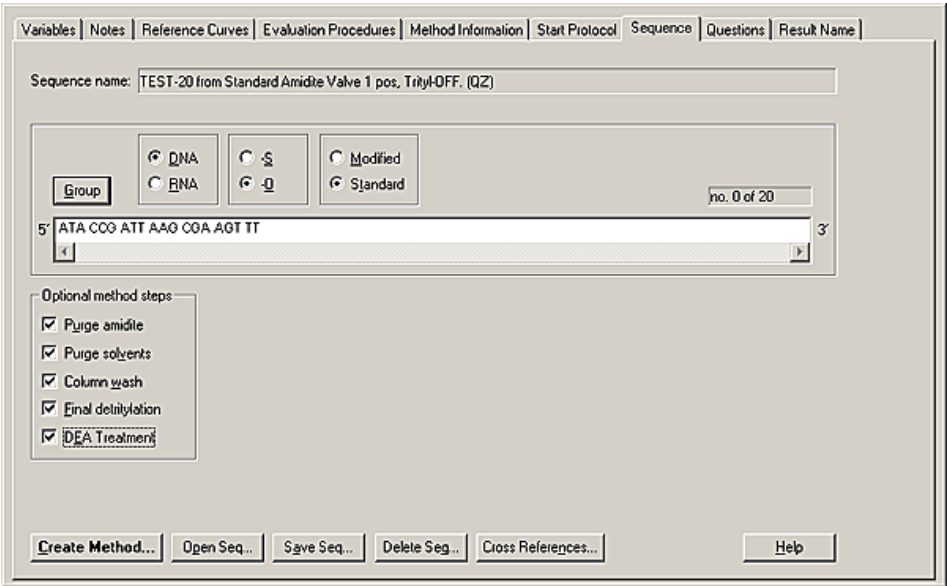 Variables Notes Reference Curves Evaluation Procedures Method Information Start Protocol Sequence Questions Result Name
Sequence name: TEST-20 from Standard Amidite Valve 1 pos, Trityl-OFF. (QZ)
DNA -S Modified
Group RNA -O Standard no. 0 of 20
5' ATA CCG ATT AAG CGA AGT TT 3'
Optional method steps
Purge amidite
Purge solvents
Column wash
Final detritylation
DEA Treatment
Create Method... Open Seq... Save Seq... Delete Seq... Cross References... Help